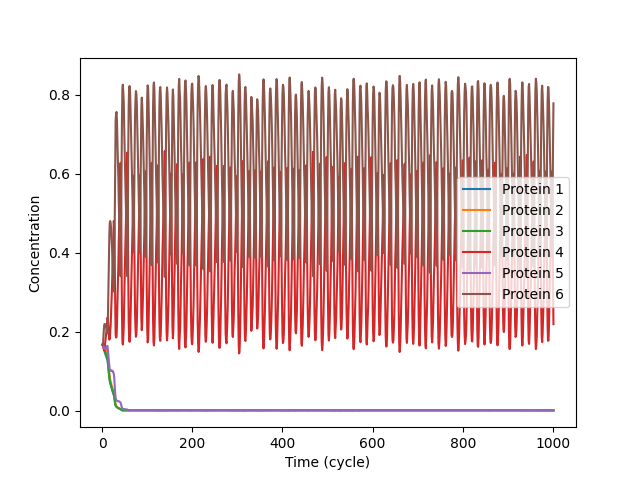 0.8
0.6
0.4
0.2
0.0
Concentration
Protein 1
Protein 2
Protein 3
Protein 4
Protein 5
Protein 6
0 200 400 600 800 1000
Time (cycle)